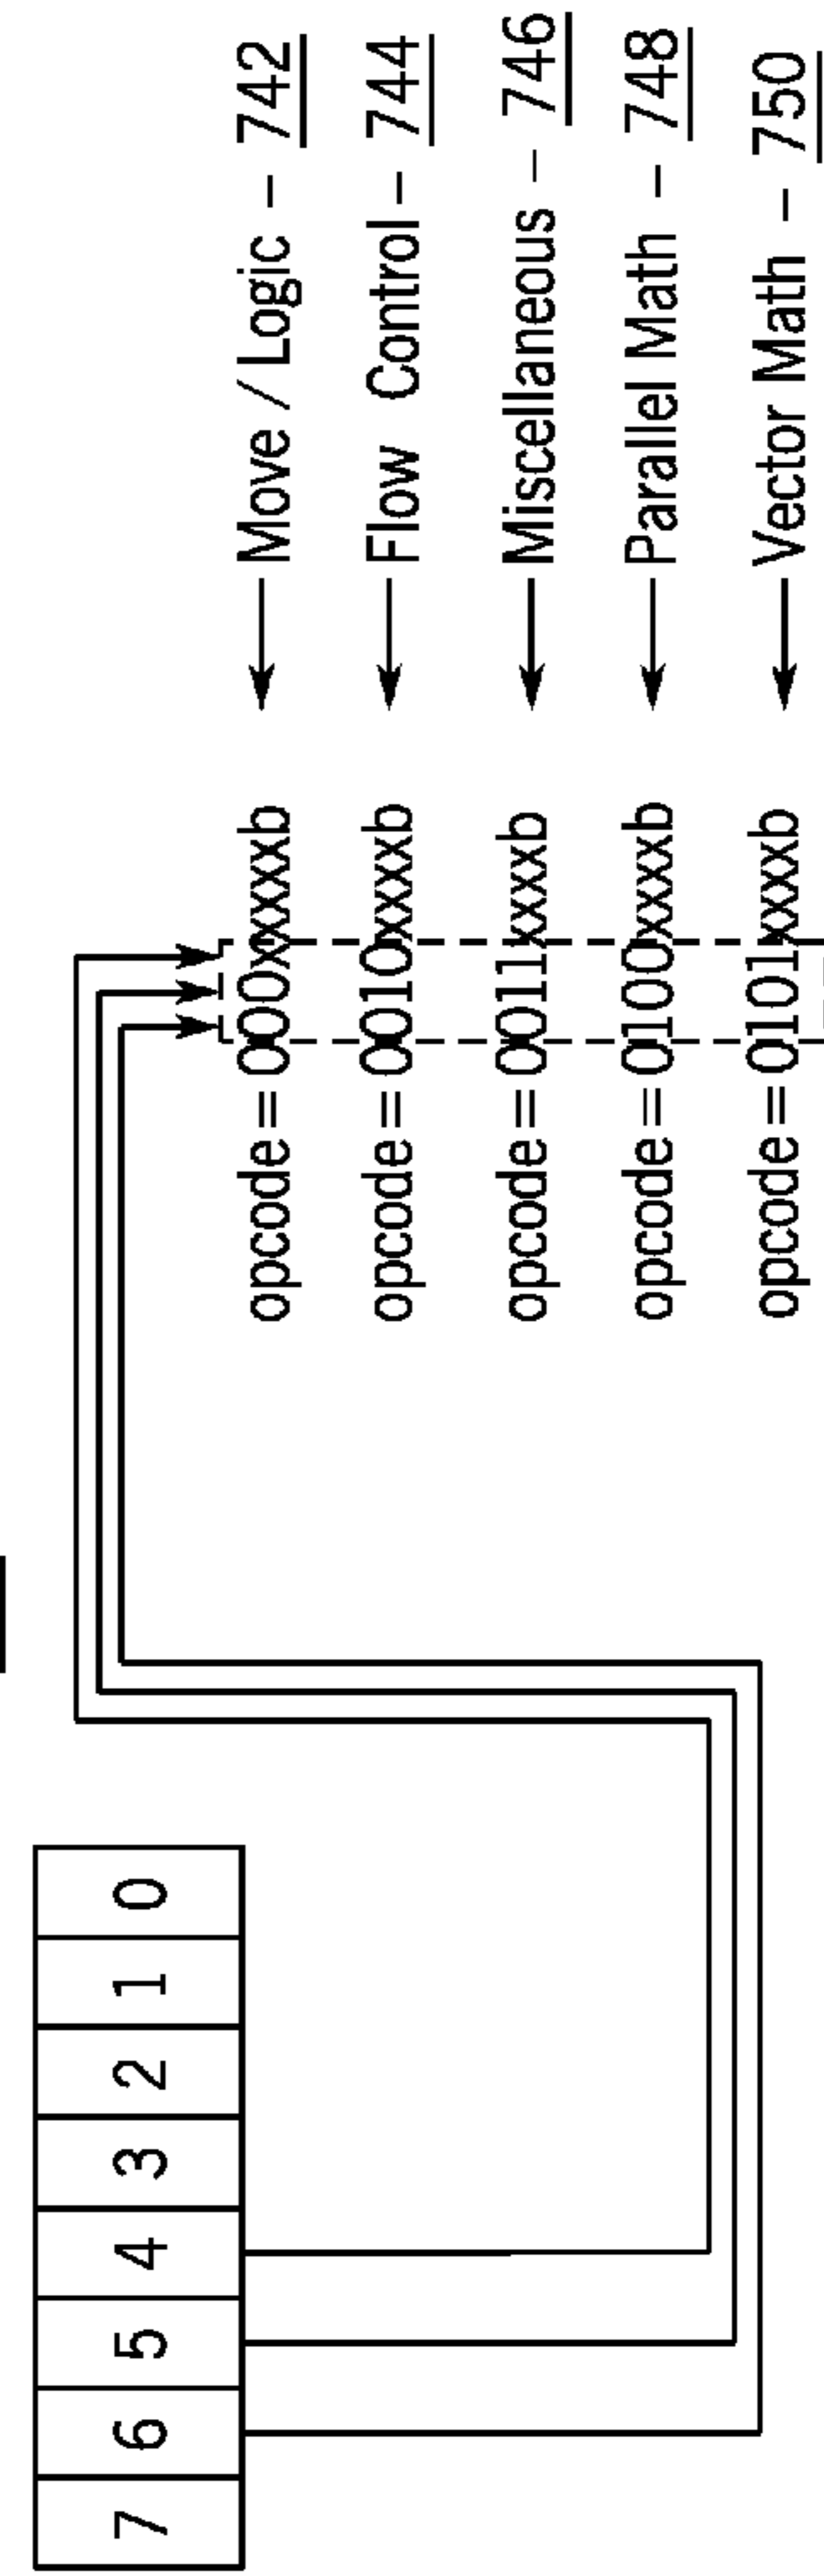 7 6 5 4 3 2 1 0
opcode=000xxxxxb Move / Logic – 742
opcode=0010xxxxb Flow Control – 744
opcode=0011xxxxb Miscellaneous – 746
opcode=0100xxxxb Parallel Math – 748
opcode=0101xxxxb Vector Math – 750